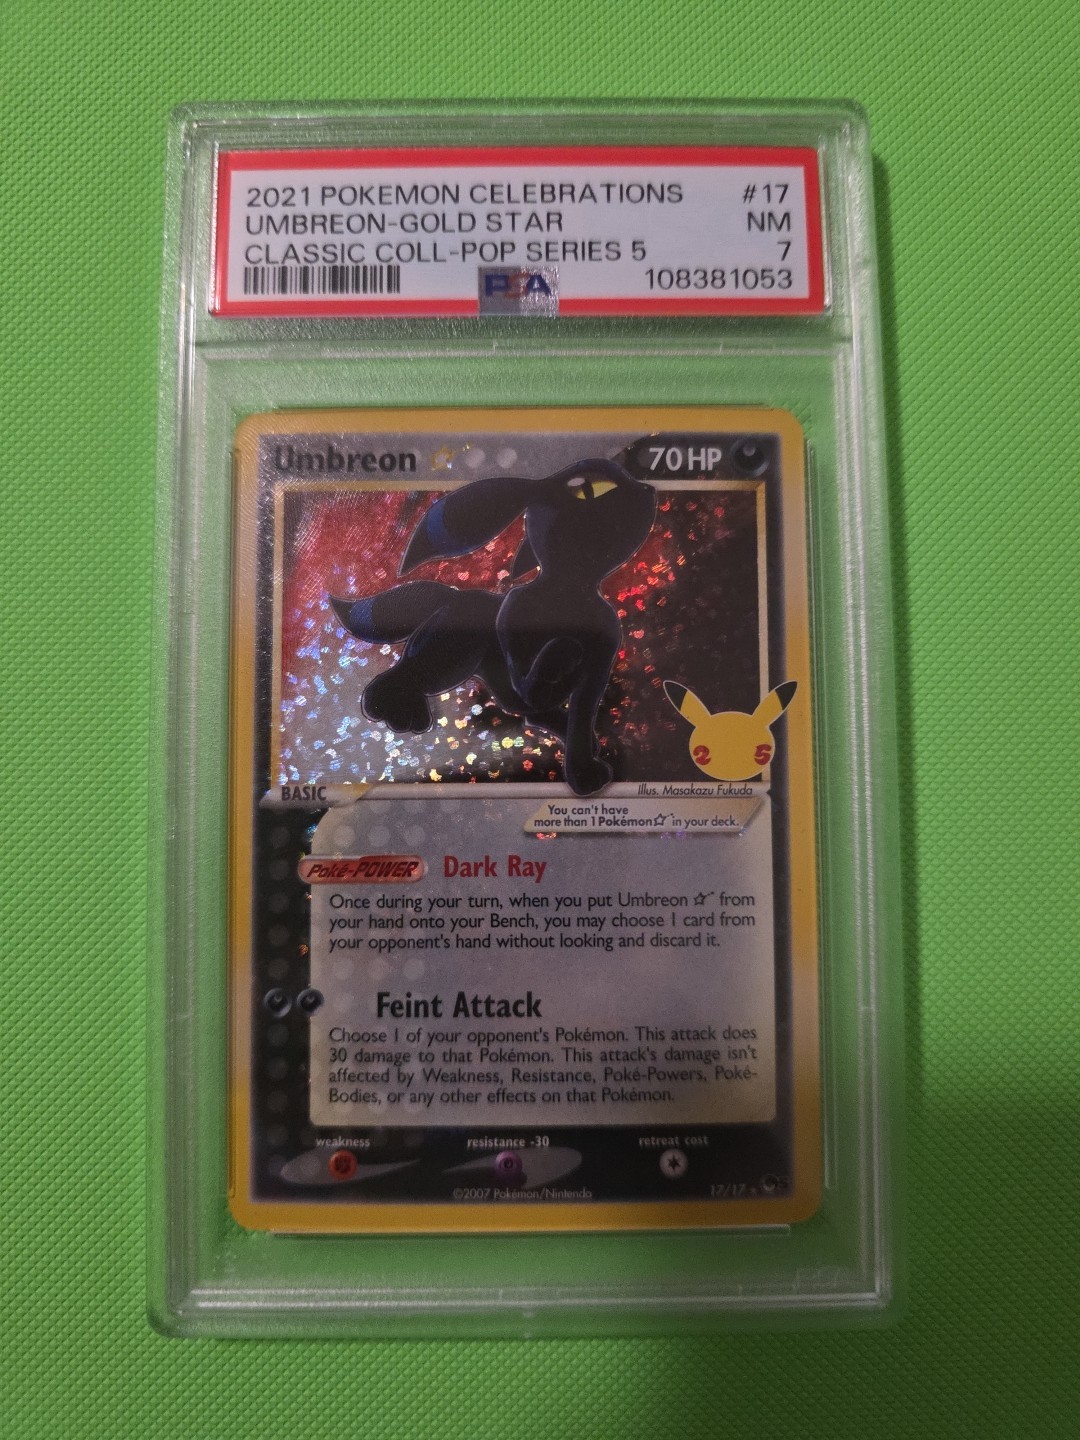 2021 POKEMON CELEBRATIONS #17
UMBREON-GOLD STAR NM
CLASSIC COLL-POP SERIES 5 7
PSA 108381053
Umbreon ☆ 70 HP
2 5
BASIC
Illus. Masakazu Fukuda
You can't have
more than 1 Pokémon ☆ in your deck.
Poké-POWER Dark Ray
Once during your turn, when you put Umbreon ☆ from
your hand onto your Bench, you may choose 1 card from
your opponent's hand without looking and discard it.
Feint Attack
Choose 1 of your opponent's Pokémon. This attack does
30 damage to that Pokémon. This attack's damage isn't
affected by Weakness, Resistance, Poké-Powers, Poké-
Bodies, or any other effects on that Pokémon.
weakness resistance -30 retreat cost
©2007 Pokémon/Nintendo 17/17